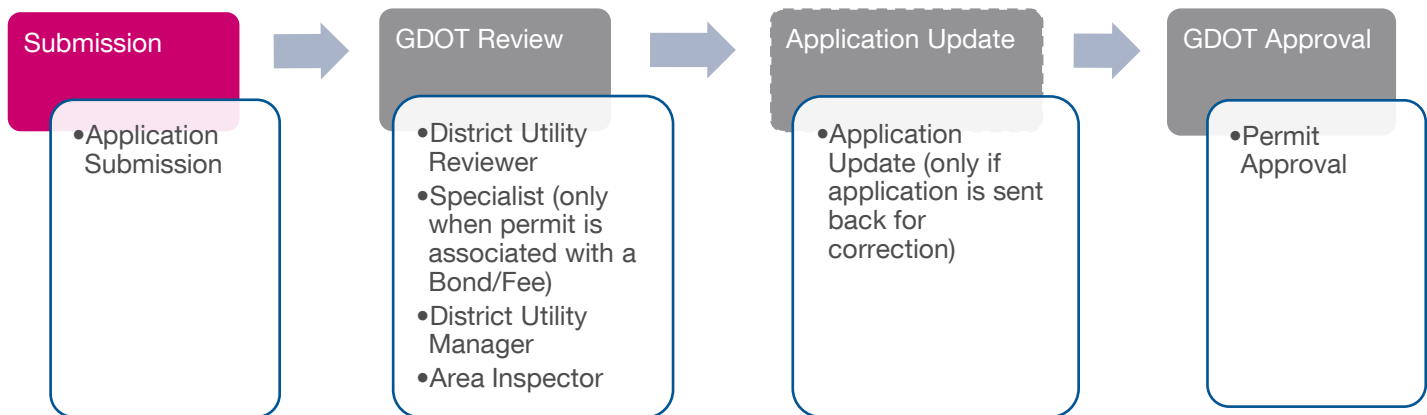 Submission
•Application
Submission
GDOT Review
•District Utility
Reviewer
•Specialist (only
when permit is
associated with a
Bond/Fee)
•District Utility
Manager
•Area Inspector
Application Update
•Application
Update (only if
application is sent
back for
correction)
GDOT Approval
•Permit
Approval